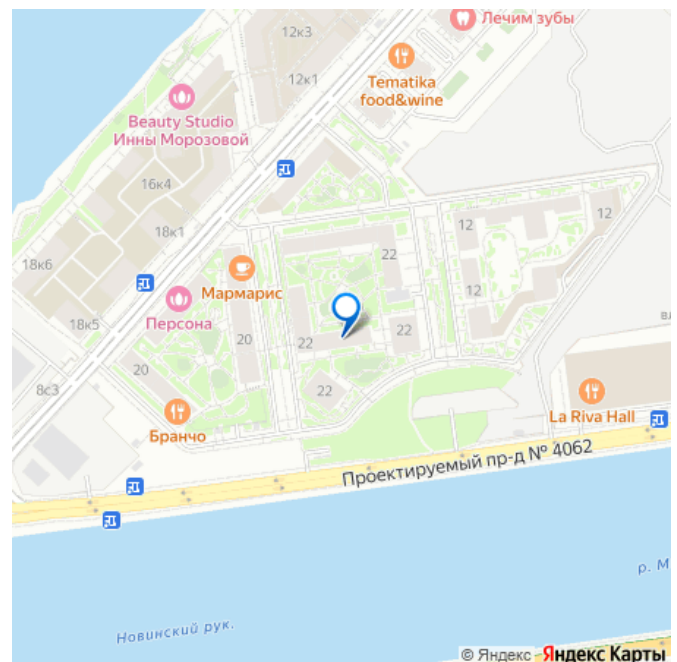 12к3
Лечим зубы
12к1
Tematika
food&wine
Beauty Studio
Инны Морозовой
16к4
18к1
12
12
22
18к6
Мармарис
12
22
Персона
18к5
20
22
22
20
22
8с3
La Riva Hall
Бранчо
Проектируемый пр-д № 4062
р. М
Новинский рук.
© Яндекс Яндекс Карты